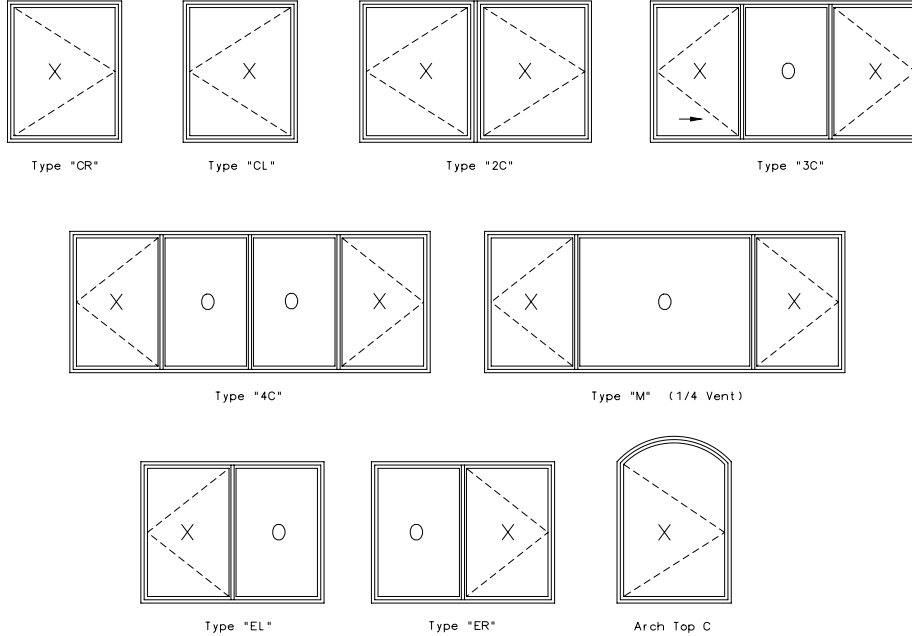 X X X X X O X
Type "CR" Type "CL" Type "2C" Type "3C"
X O O X X O X
Type "4C" Type "M" (1/4 Vent)
X O O X X
Type "EL" Type "ER" Arch Top C